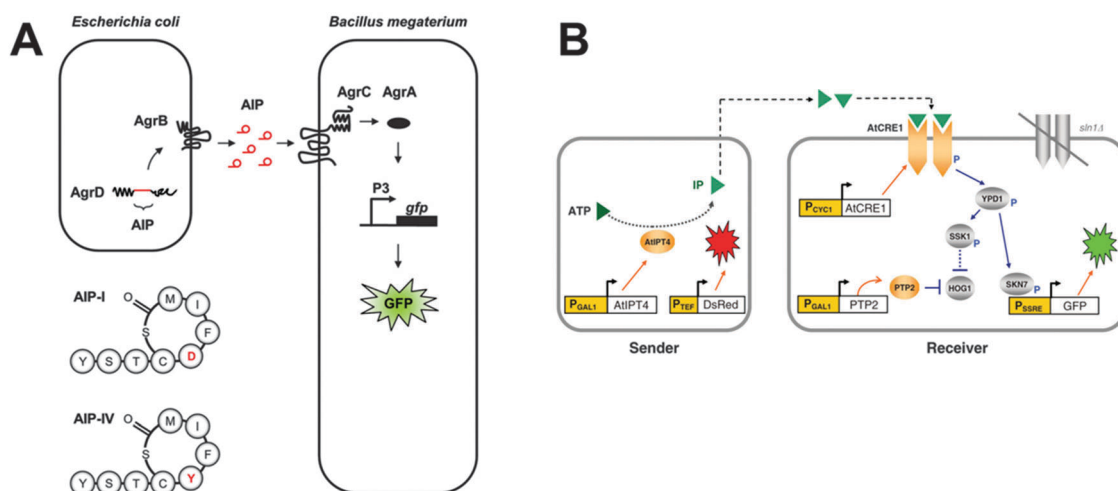 A
Escherichia coli
Bacillus megaterium
AgrB
AIP
AgrC
AgrA
AgrD
AIP
P3
gfp
GFP
AIP-I
O
S
M
I
F
D
C
T
S
Y
AIP-IV
O
S
M
I
F
Y
C
T
S
Y
B
AtCRE1
sln1Δ
IP
ATP
AtIPT4
PGAL1 AtIPT4
PTEF DsRed
Sender
PCYC1 AtCRE1
P
YPD1
P
SSK1
P
PTP2
HOG1
SKN7
P
PGAL1 PTP2
PSSRE GFP
Receiver